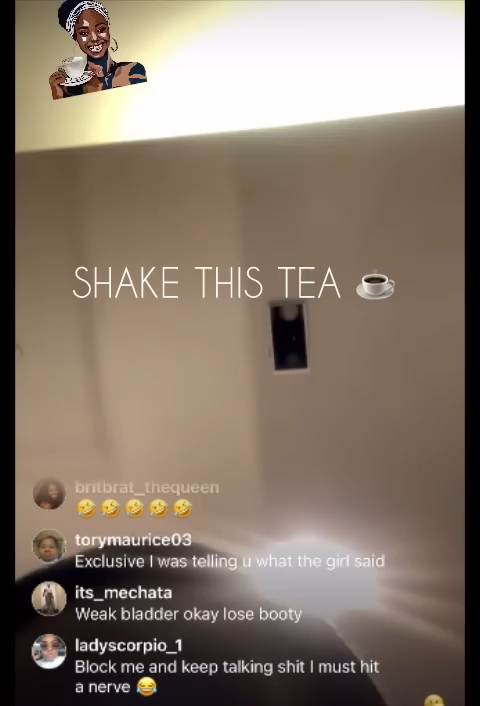 SHAKE THIS TEA ☕
britbrat_thequeen
🤣🤣🤣🤣🤣
torymaurice03
Exclusive I was telling u what the girl said
its_mechata
Weak bladder okay lose booty
ladyscorpio_1
Block me and keep talking shit I must hit
a nerve 😂